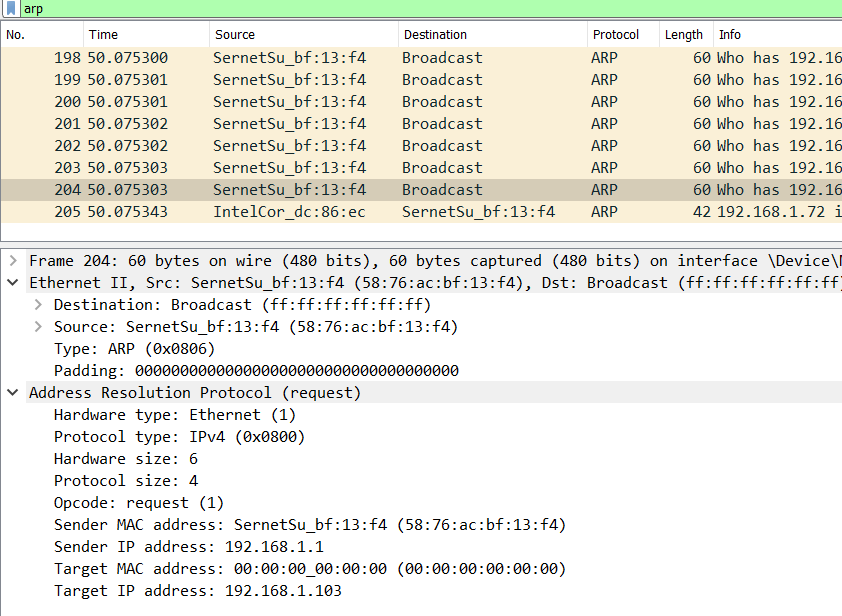 arp
No. Time Source Destination Protocol Length Info
198 50.075300 SernetSu_bf:13:f4 Broadcast ARP 60 Who has 192.16
199 50.075301 SernetSu_bf:13:f4 Broadcast ARP 60 Who has 192.16
200 50.075301 SernetSu_bf:13:f4 Broadcast ARP 60 Who has 192.16
201 50.075302 SernetSu_bf:13:f4 Broadcast ARP 60 Who has 192.16
202 50.075302 SernetSu_bf:13:f4 Broadcast ARP 60 Who has 192.16
203 50.075303 SernetSu_bf:13:f4 Broadcast ARP 60 Who has 192.16
204 50.075303 SernetSu_bf:13:f4 Broadcast ARP 60 Who has 192.16
205 50.075343 IntelCor_dc:86:ec SernetSu_bf:13:f4 ARP 42 192.168.1.72 i
Frame 204: 60 bytes on wire (480 bits), 60 bytes captured (480 bits) on interface \Device\N
Ethernet II, Src: SernetSu_bf:13:f4 (58:76:ac:bf:13:f4), Dst: Broadcast (ff:ff:ff:ff:ff:ff)
Destination: Broadcast (ff:ff:ff:ff:ff:ff)
Source: SernetSu_bf:13:f4 (58:76:ac:bf:13:f4)
Type: ARP (0x0806)
Padding: 000000000000000000000000000000000000
Address Resolution Protocol (request)
Hardware type: Ethernet (1)
Protocol type: IPv4 (0x0800)
Hardware size: 6
Protocol size: 4
Opcode: request (1)
Sender MAC address: SernetSu_bf:13:f4 (58:76:ac:bf:13:f4)
Sender IP address: 192.168.1.1
Target MAC address: 00:00:00_00:00:00 (00:00:00:00:00:00)
Target IP address: 192.168.1.103